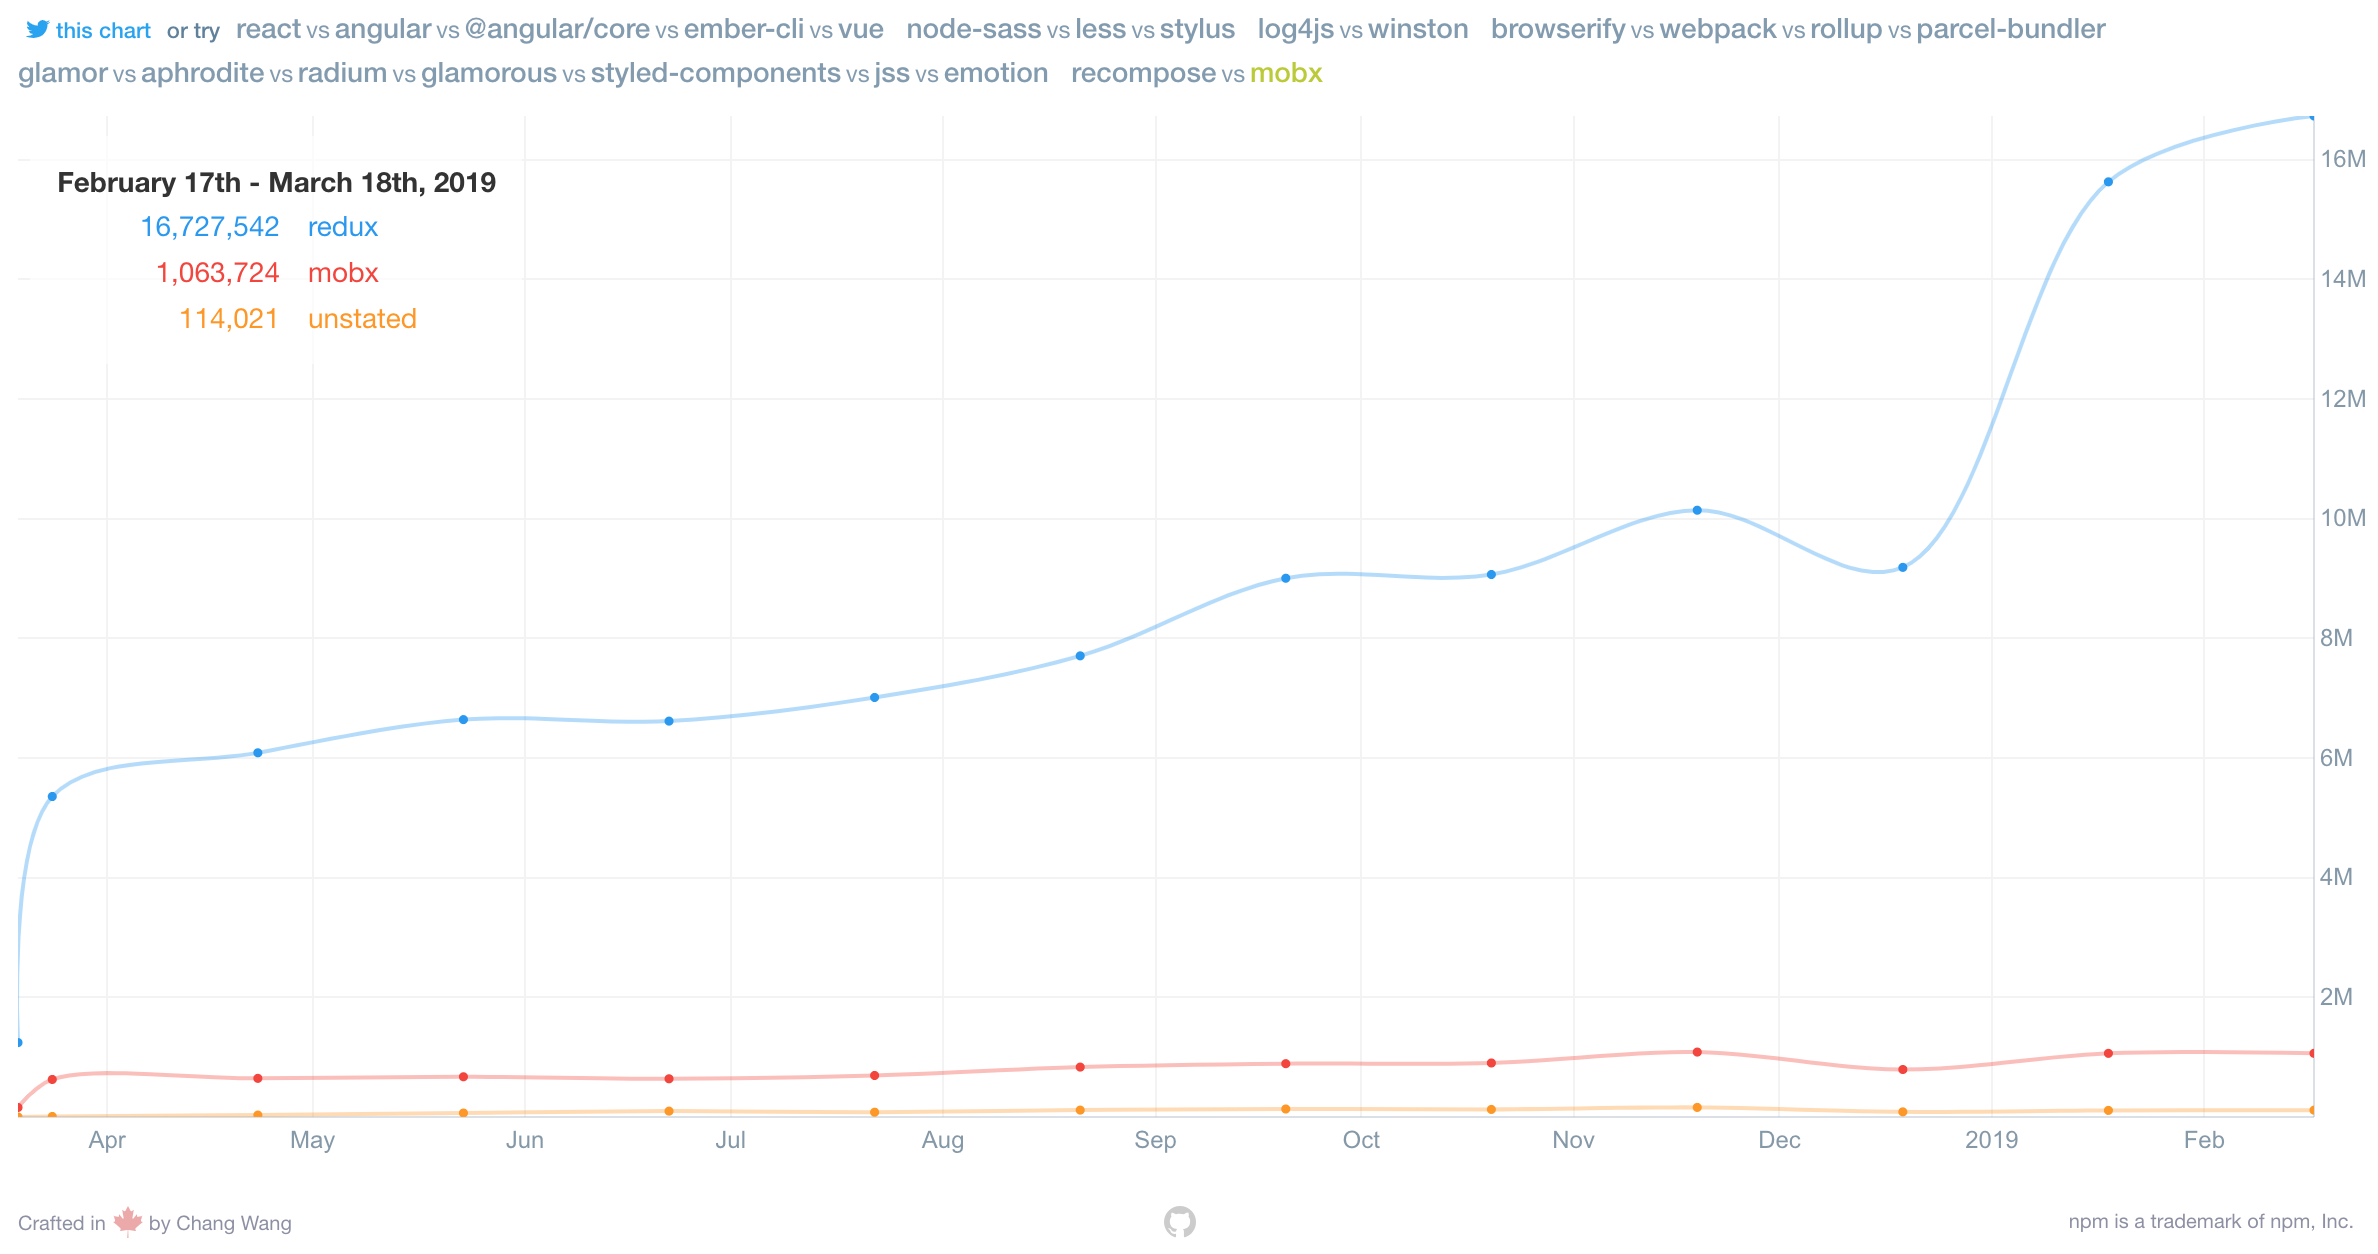 this chart or try react vs angular vs @angular/core vs ember-cli vs vue node-sass vs less vs stylus log4js vs winston browserify vs webpack vs rollup vs parcel-bundler
glamor vs aphrodite vs radium vs glamorous vs styled-components vs jss vs emotion recompose vs mobx
February 17th - March 18th, 2019
16,727,542 redux
1,063,724 mobx
114,021 unstated
16M
14M
12M
10M
8M
6M
4M
2M
Apr May Jun Jul Aug Sep Oct Nov Dec 2019 Feb
Crafted in by Chang Wang
npm is a trademark of npm, Inc.